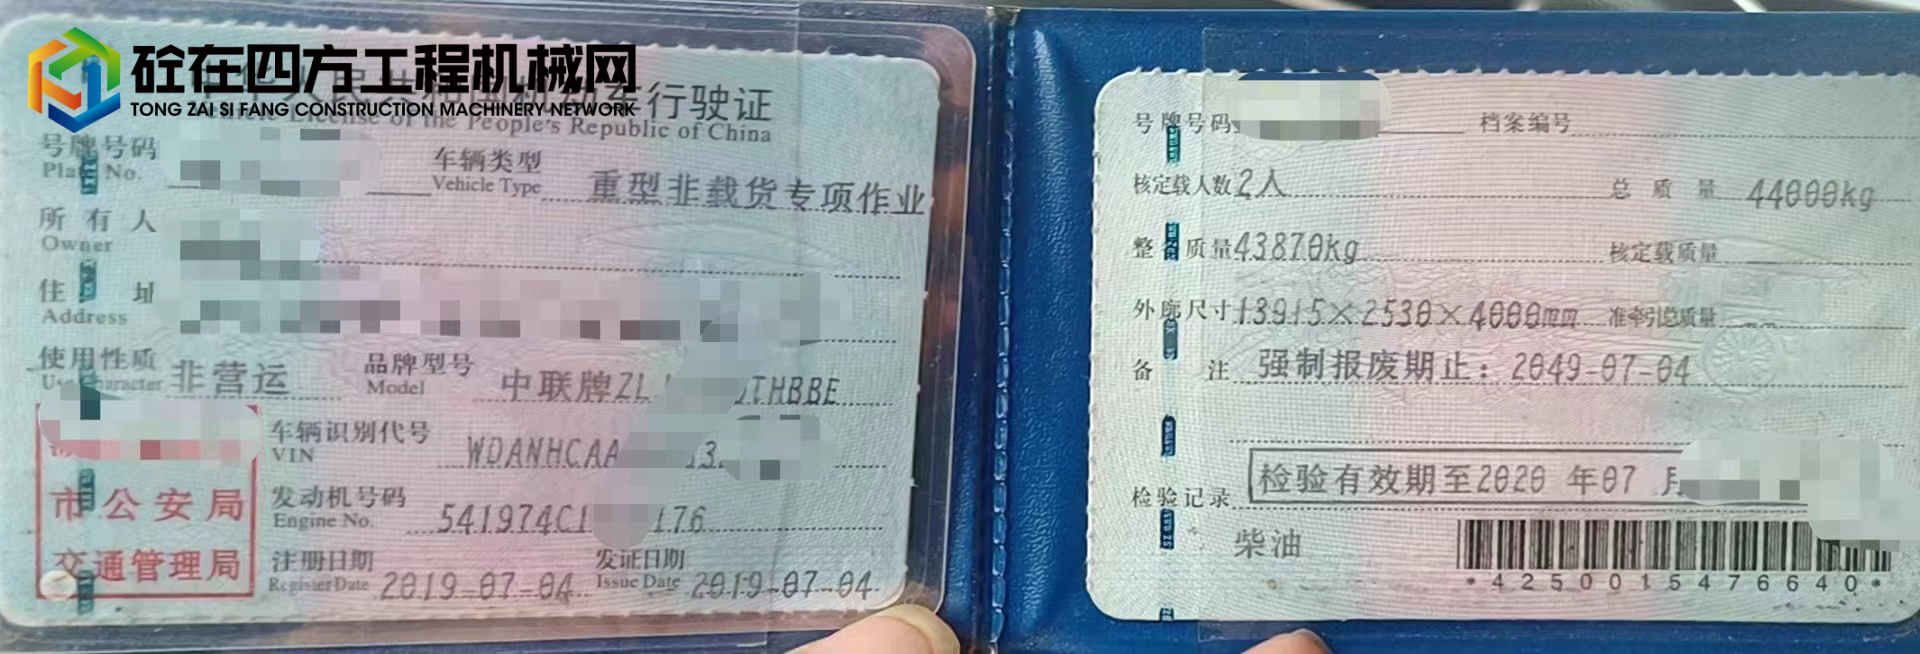 砼在四方工程机械网
TONG ZAI SI FANG CONSTRUCTION MACHINERY NETWORK
行驶证
Vehicle License of the People's Republic of China
号牌号码
Plate No.
车辆类型 重型非载货专项作业
Vehicle Type
所有人
Owner
住址
Address
使用性质 非营运
Use Character
品牌型号 中联牌ZL THBBE
Model
车辆识别代号 WDANHCAA 3
VIN
市公安局
交通管理局
发动机号码 541974C1 176
Engine No.
注册日期 2019-07-04
Register Date
发证日期 2019-07-04
Issue Date
号牌号码 档案编号
核定载人数 2人 总质量 44000kg
整备质量 43870kg 核定载质量
外廓尺寸 13915×2530×4000mm 准牵引总质量
备注 强制报废期止:2049-07-04
检验记录 检验有效期至2020年07月
柴油
*4250015476640*